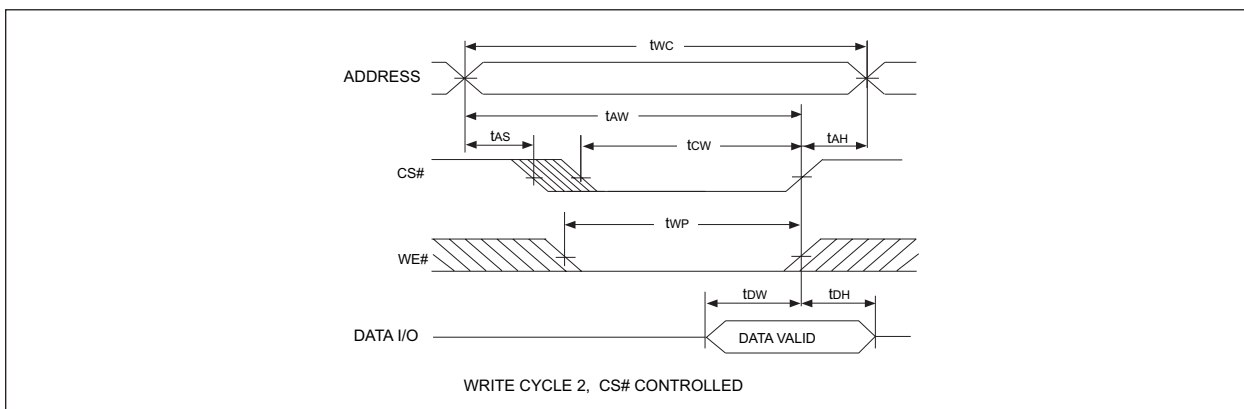 tWC
ADDRESS
tAW
tAS
tCW
tAH
CS#
tWP
WE#
tDW
tDH
DATA I/O
DATA VALID
WRITE CYCLE 2, CS# CONTROLLED